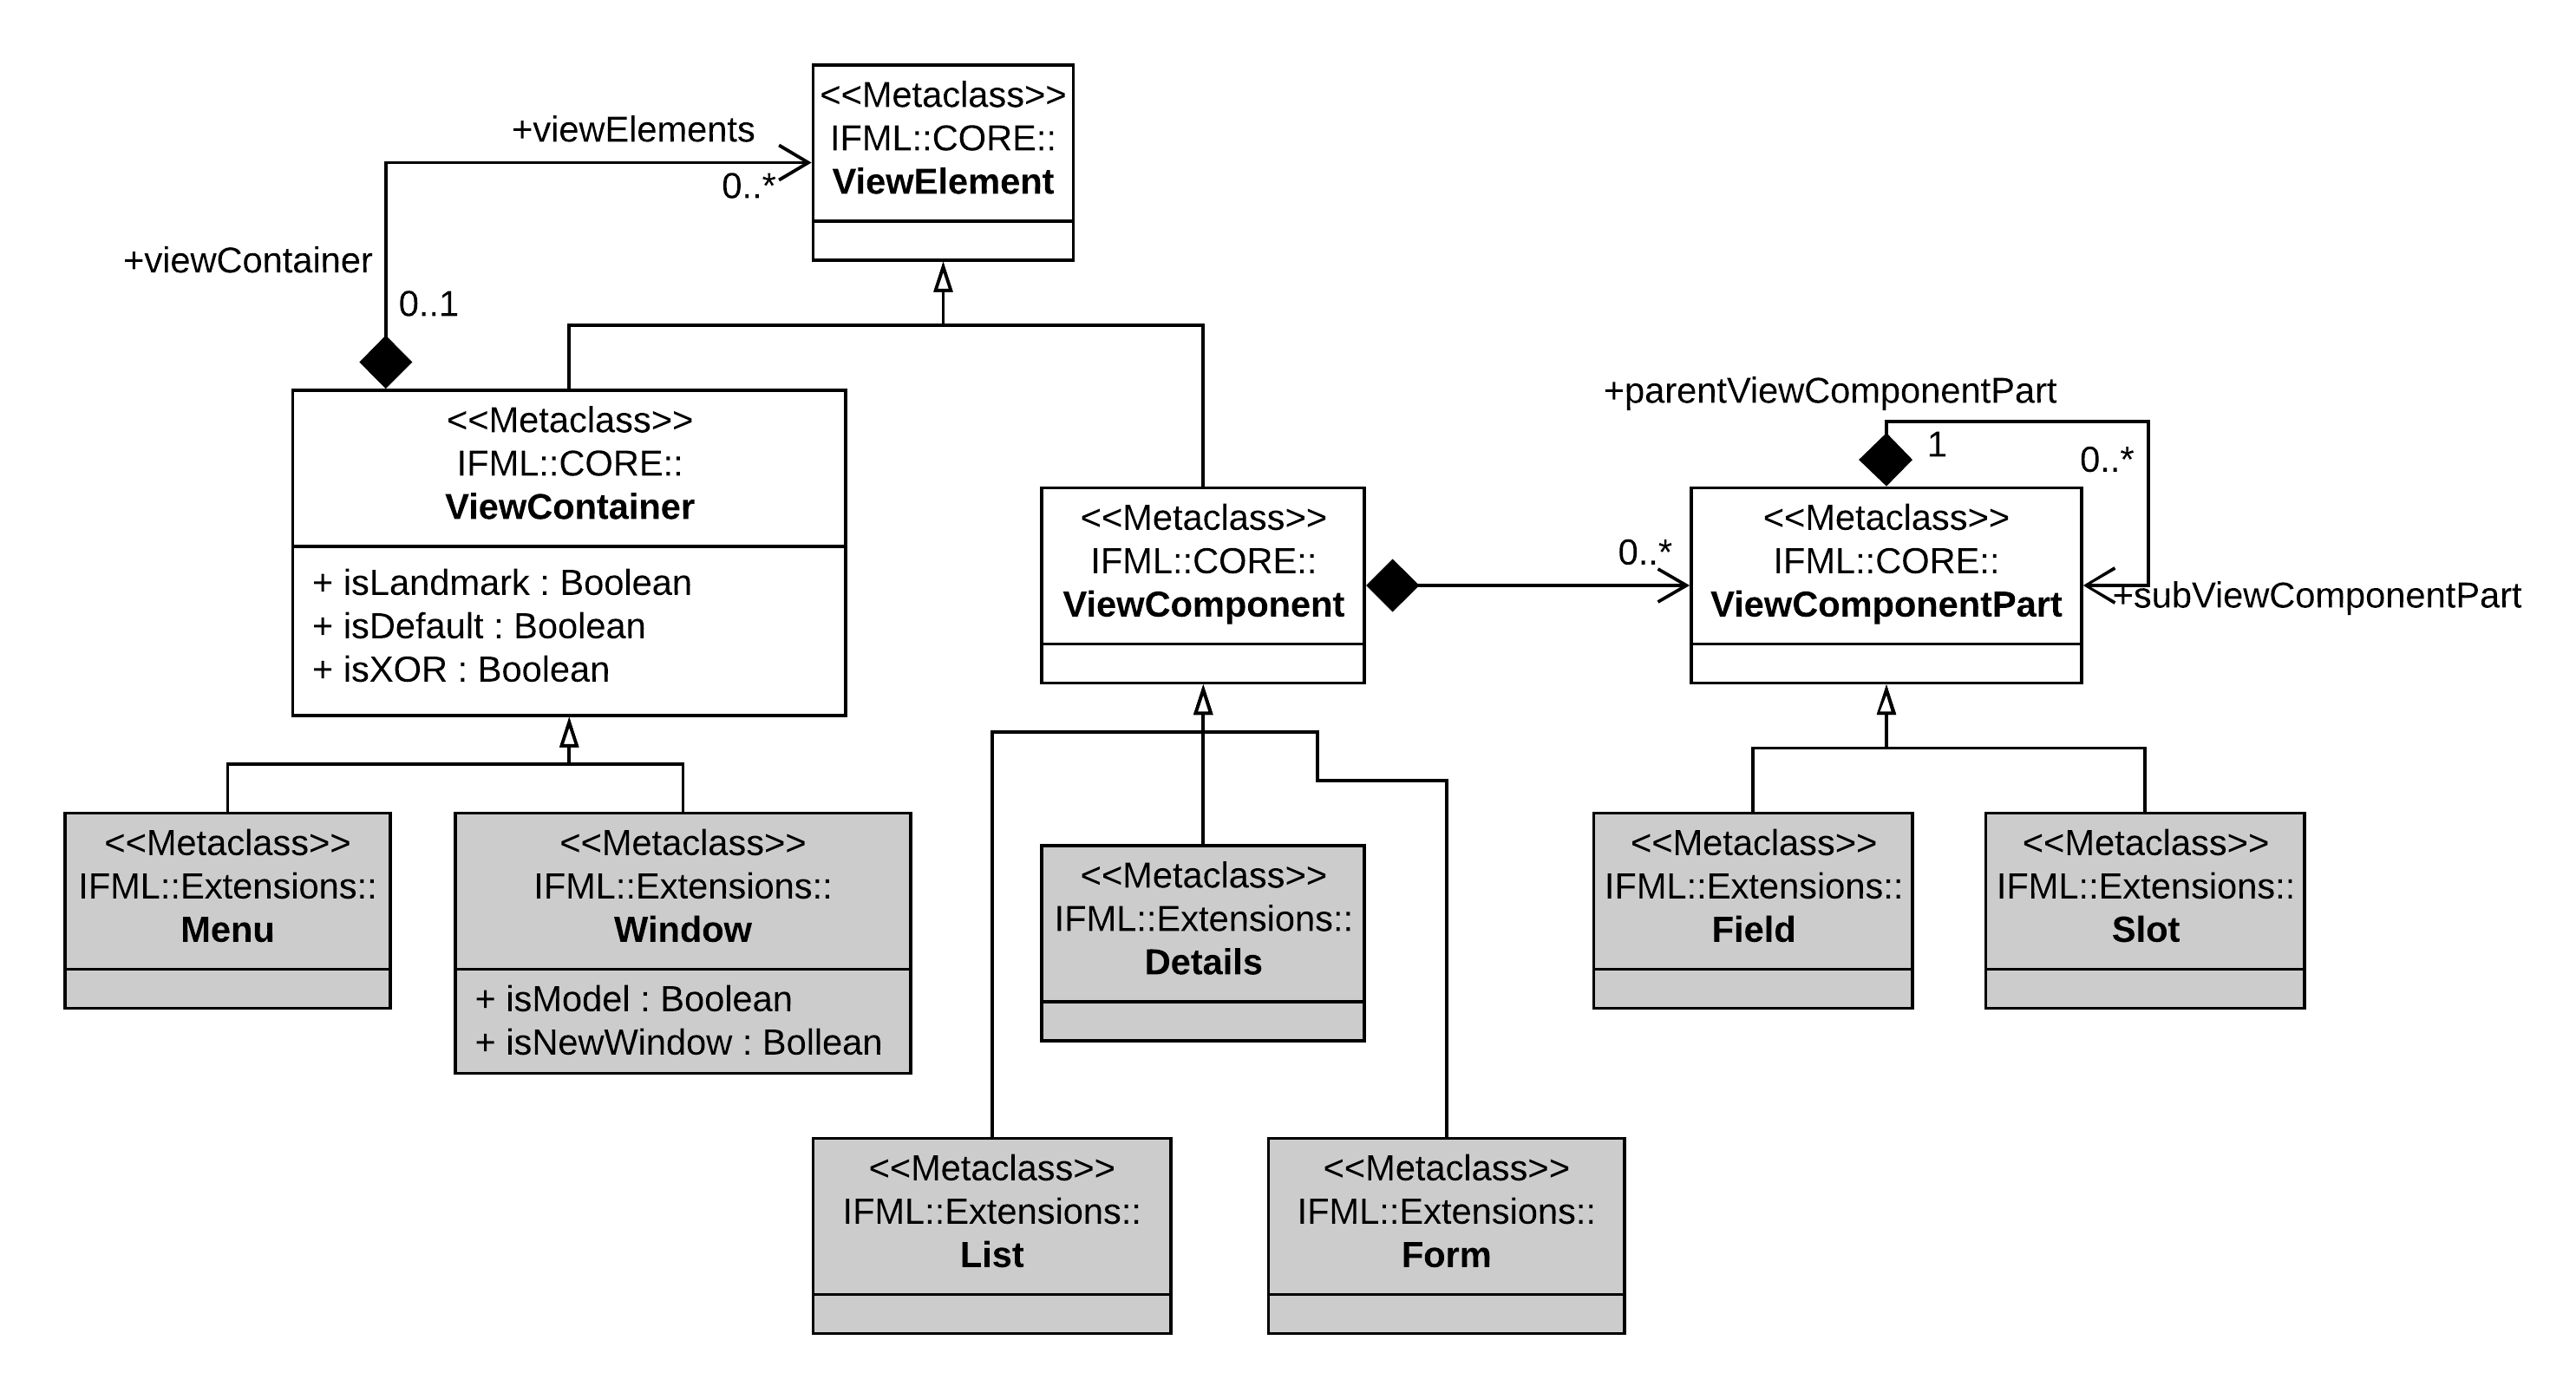 <<Metaclass>>
IFML::CORE::
ViewElement
+viewElements
0..*
+viewContainer
0..1
<<Metaclass>>
IFML::CORE::
ViewContainer
+ isLandmark : Boolean
+ isDefault : Boolean
+ isXOR : Boolean
<<Metaclass>>
IFML::CORE::
ViewComponent
0..*
+parentViewComponentPart
1
0..*
<<Metaclass>>
IFML::CORE::
ViewComponentPart
+subViewComponentPart
<<Metaclass>>
IFML::Extensions::
Menu
<<Metaclass>>
IFML::Extensions::
Window
+ isModel : Boolean
+ isNewWindow : Bollean
<<Metaclass>>
IFML::Extensions::
Details
<<Metaclass>>
IFML::Extensions::
Field
<<Metaclass>>
IFML::Extensions::
Slot
<<Metaclass>>
IFML::Extensions::
List
<<Metaclass>>
IFML::Extensions::
Form